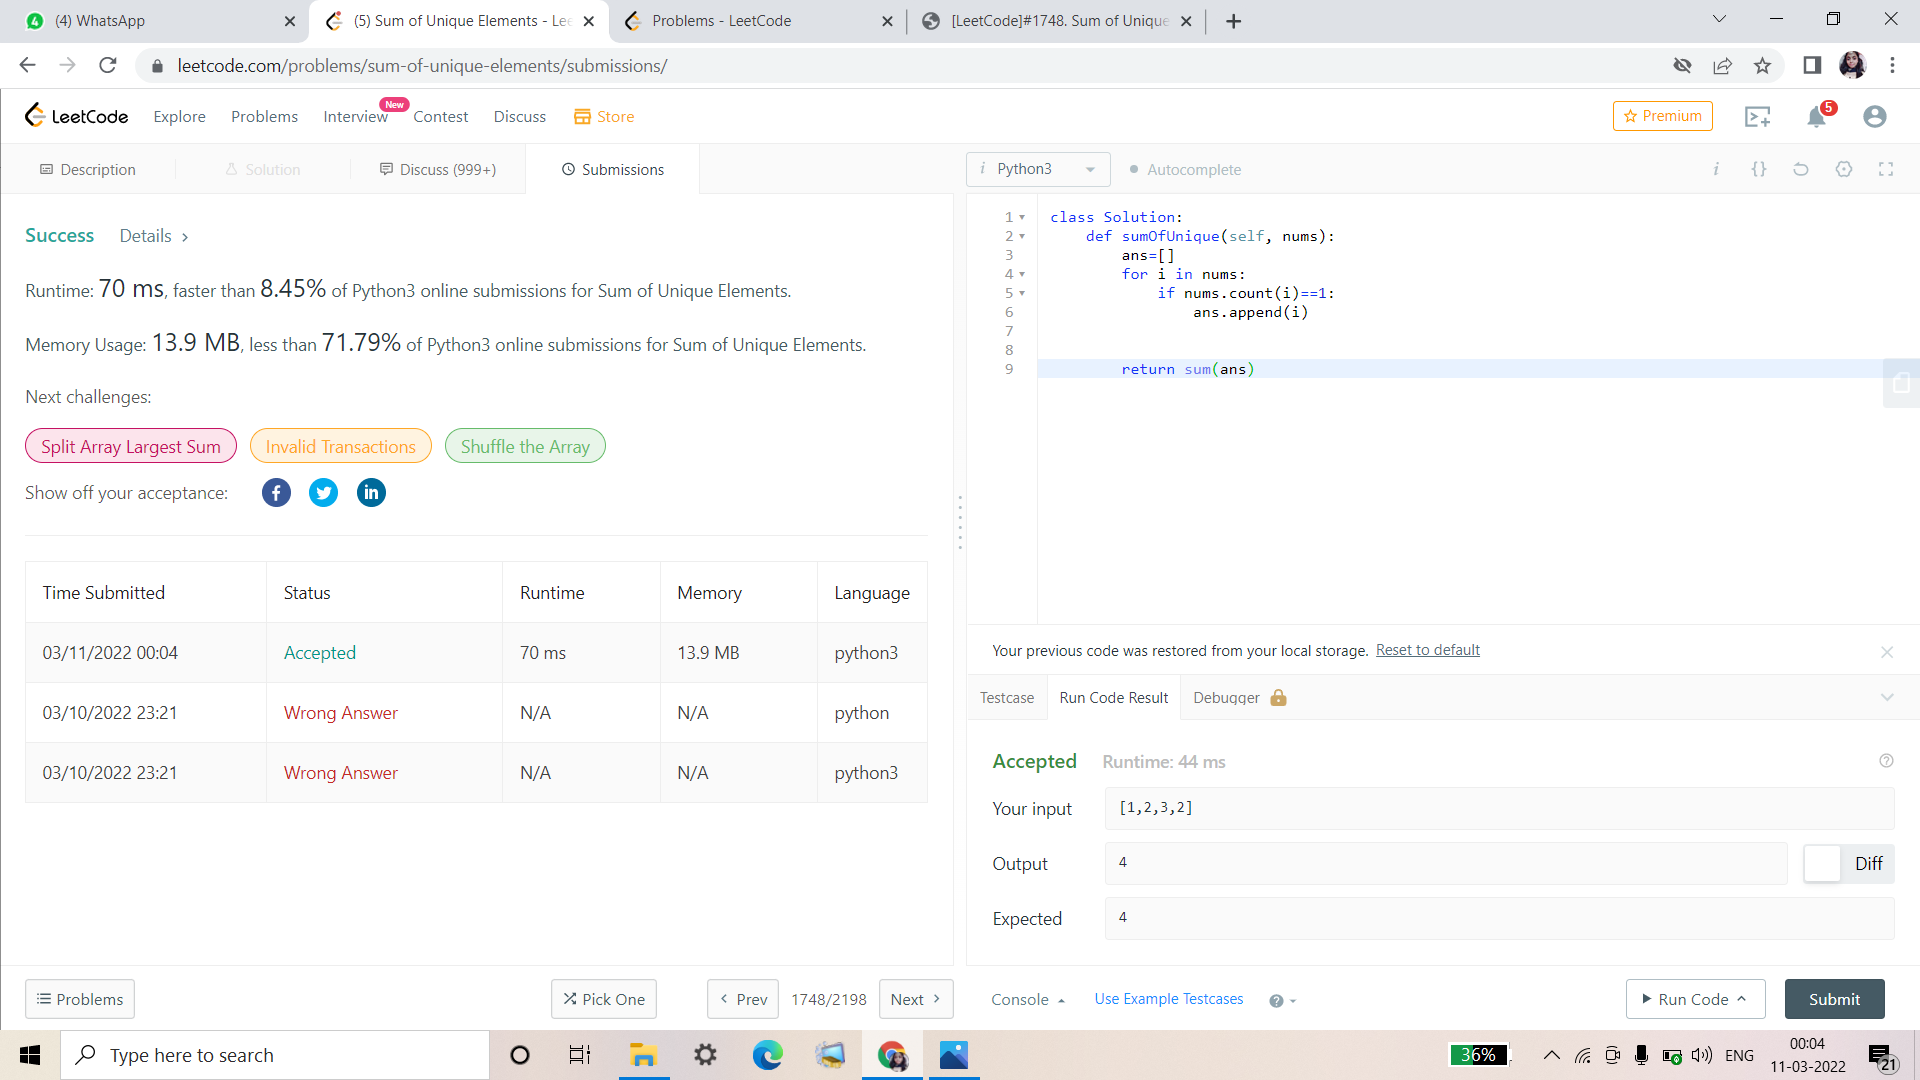 (4) WhatsApp
(5) Sum of Unique Elements - Lee
Problems - LeetCode
[LeetCode]#1748. Sum of Unique
leetcode.com/problems/sum-of-unique-elements/submissions/
LeetCode
Explore
Problems
Interview
New
Contest
Discuss
Store
Premium
5
Description
Solution
Discuss (999+)
Submissions
i Python3
Autocomplete
i {}
Success Details >
Runtime: 70 ms, faster than 8.45% of Python3 online submissions for Sum of Unique Elements.
Memory Usage: 13.9 MB, less than 71.79% of Python3 online submissions for Sum of Unique Elements.
Next challenges:
Split Array Largest Sum
Invalid Transactions
Shuffle the Array
Show off your acceptance:
Time Submitted Status Runtime Memory Language
03/11/2022 00:04 Accepted 70 ms 13.9 MB python3
03/10/2022 23:21 Wrong Answer N/A N/A python
03/10/2022 23:21 Wrong Answer N/A N/A python3
1 class Solution:
2 def sumOfUnique(self, nums):
3 ans=[]
4 for i in nums:
5 if nums.count(i)==1:
6 ans.append(i)
7
8
9 return sum(ans)
Your previous code was restored from your local storage. Reset to default
Testcase
Run Code Result
Debugger
Accepted Runtime: 44 ms
Your input [1,2,3,2]
Output 4
Diff
Expected 4
Problems
Pick One
< Prev
1748/2198
Next >
Console
Use Example Testcases
Run Code
Submit
Type here to search
36%
ENG
00:04
11-03-2022
21